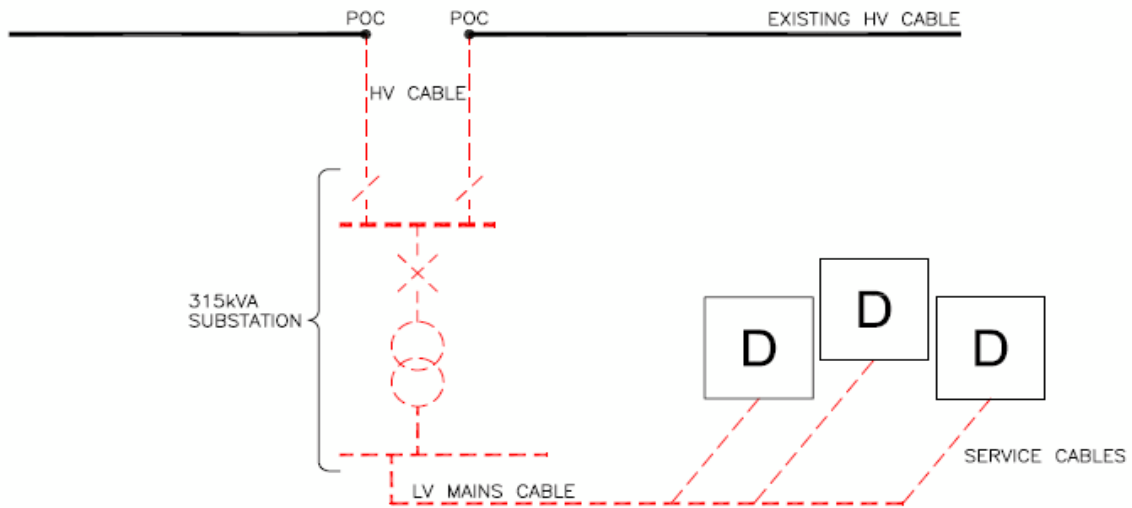 POC
POC
EXISTING HV CABLE
HV CABLE
315kVA
SUBSTATION
D
D
D
SERVICE CABLES
LV MAINS CABLE